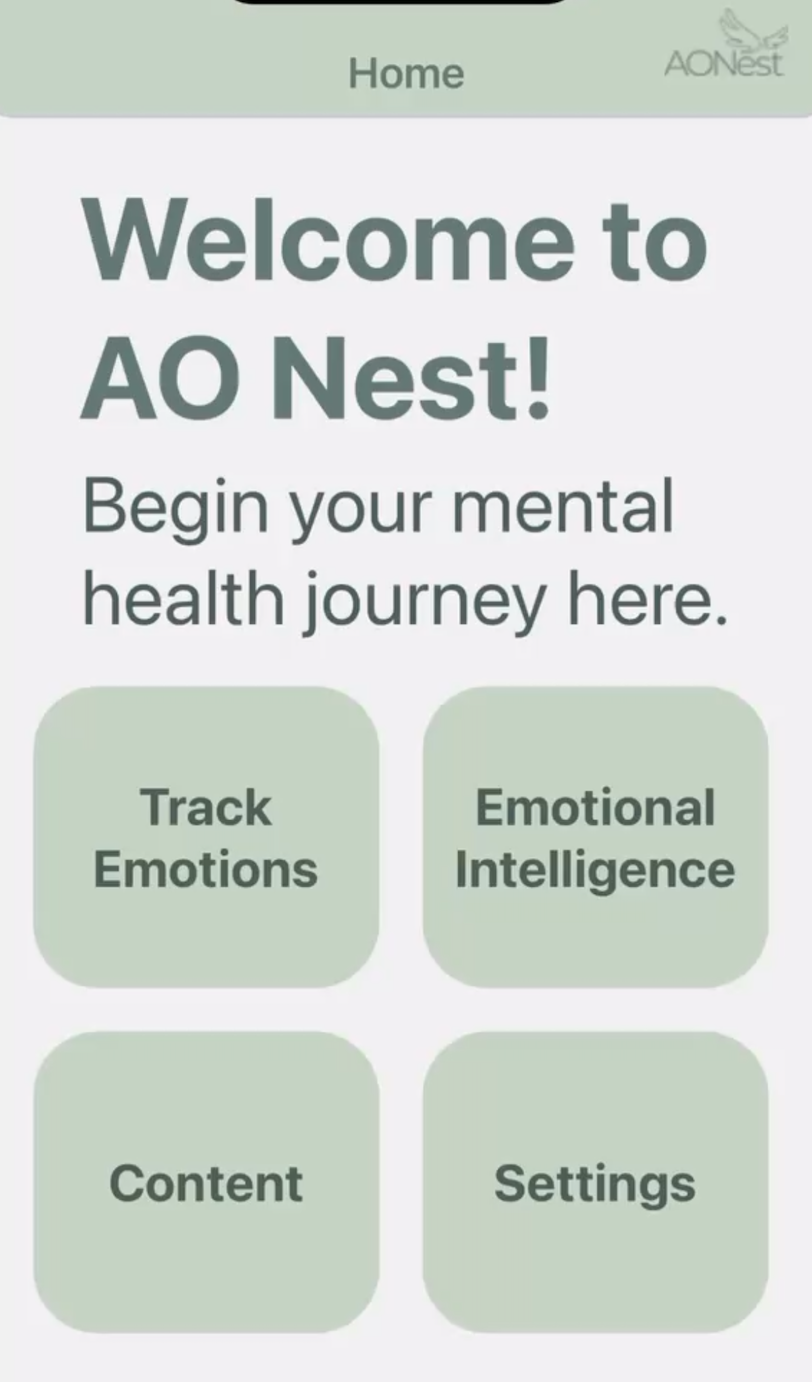 Home
AONest
Welcome to
AO Nest!
Begin your mental
health journey here.
Track
Emotions
Emotional
Intelligence
Content
Settings